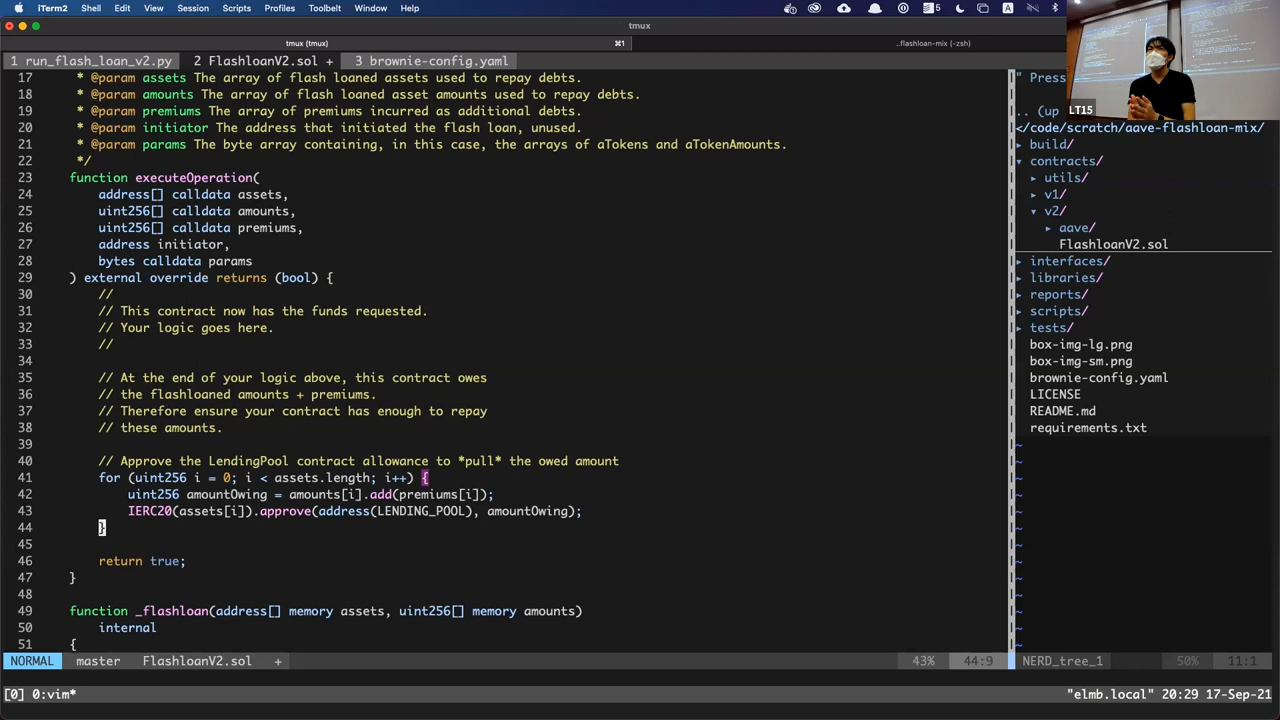 iTerm2 Shell Edit View Session Scripts Profiles Toolbelt Window Help
tmux
tmux (tmux) ⌘1 ..flashloan-mix (-zsh)
1 run_flash_loan_v2.py 2 FlashloanV2.sol + 3 brownie-config.yaml
17 * @param assets The array of flash loaned assets used to repay debts.
18 * @param amounts The array of flash loaned asset amounts used to repay debts.
19 * @param premiums The array of premiums incurred as additional debts.
20 * @param initiator The address that initiated the flash loan, unused.
21 * @param params The byte array containing, in this case, the arrays of aTokens and aTokenAmounts.
22 */
23 function executeOperation(
24 address[] calldata assets,
25 uint256[] calldata amounts,
26 uint256[] calldata premiums,
27 address initiator,
28 bytes calldata params
29 ) external override returns (bool) {
30 //
31 // This contract now has the funds requested.
32 // Your logic goes here.
33 //
34
35 // At the end of your logic above, this contract owes
36 // the flashloaned amounts + premiums.
37 // Therefore ensure your contract has enough to repay
38 // these amounts.
39
40 // Approve the LendingPool contract allowance to *pull* the owed amount
41 for (uint256 i = 0; i < assets.length; i++) {
42 uint256 amountOwing = amounts[i].add(premiums[i]);
43 IERC20(assets[i]).approve(address(LENDING_POOL), amountOwing);
44 }
45
46 return true;
47 }
48
49 function _flashloan(address[] memory assets, uint256[] memory amounts)
50 internal
51 {
NORMAL master FlashloanV2.sol + 43% 44:9
" Press
.. (up
</code/scratch/aave-flashloan-mix/
▸ build/
▾ contracts/
▸ utils/
▸ v1/
▾ v2/
▸ aave/
FlashloanV2.sol
▸ interfaces/
▸ libraries/
▸ reports/
▸ scripts/
▸ tests/
box-img-lg.png
box-img-sm.png
brownie-config.yaml
LICENSE
README.md
requirements.txt
~
~
~
~
~
~
~
~
~
~
~
~
~
NERD_tree_1 50% 11:1
[0] 0:vim* "elmb.local" 20:29 17-Sep-21
5 A
LT15